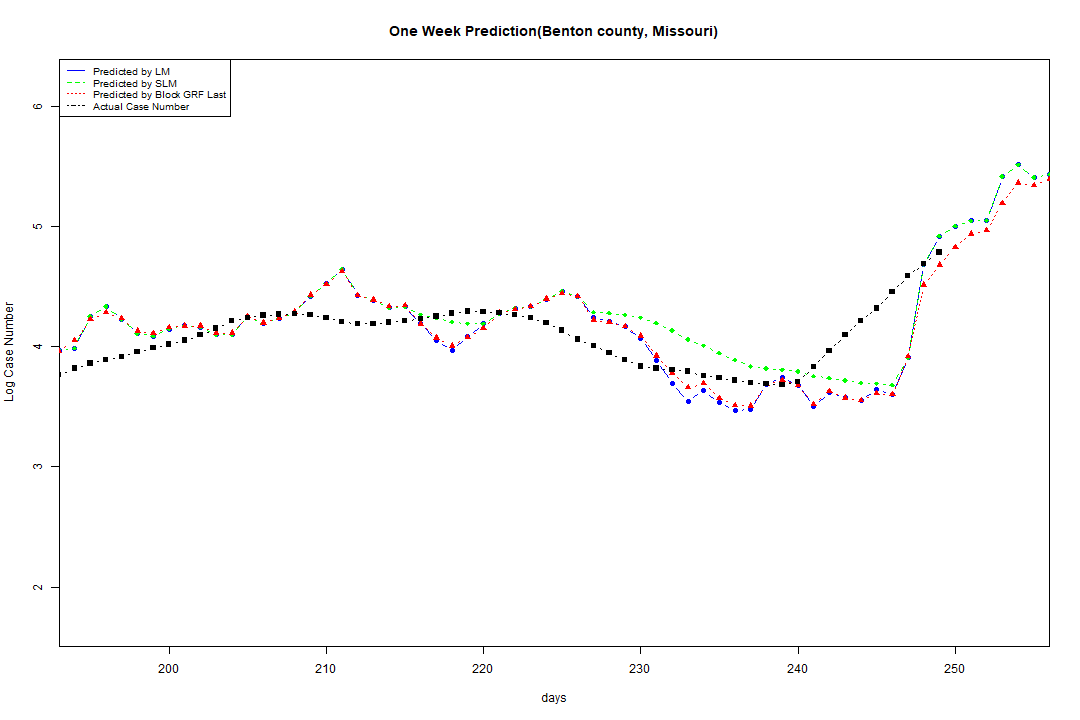 One Week Prediction(Benton county, Missouri)
Predicted by LM
Predicted by SLM
Predicted by Block GRF Last
Actual Case Number
Log Case Number
6
5
4
3
2
200 210 220 230 240 250
days